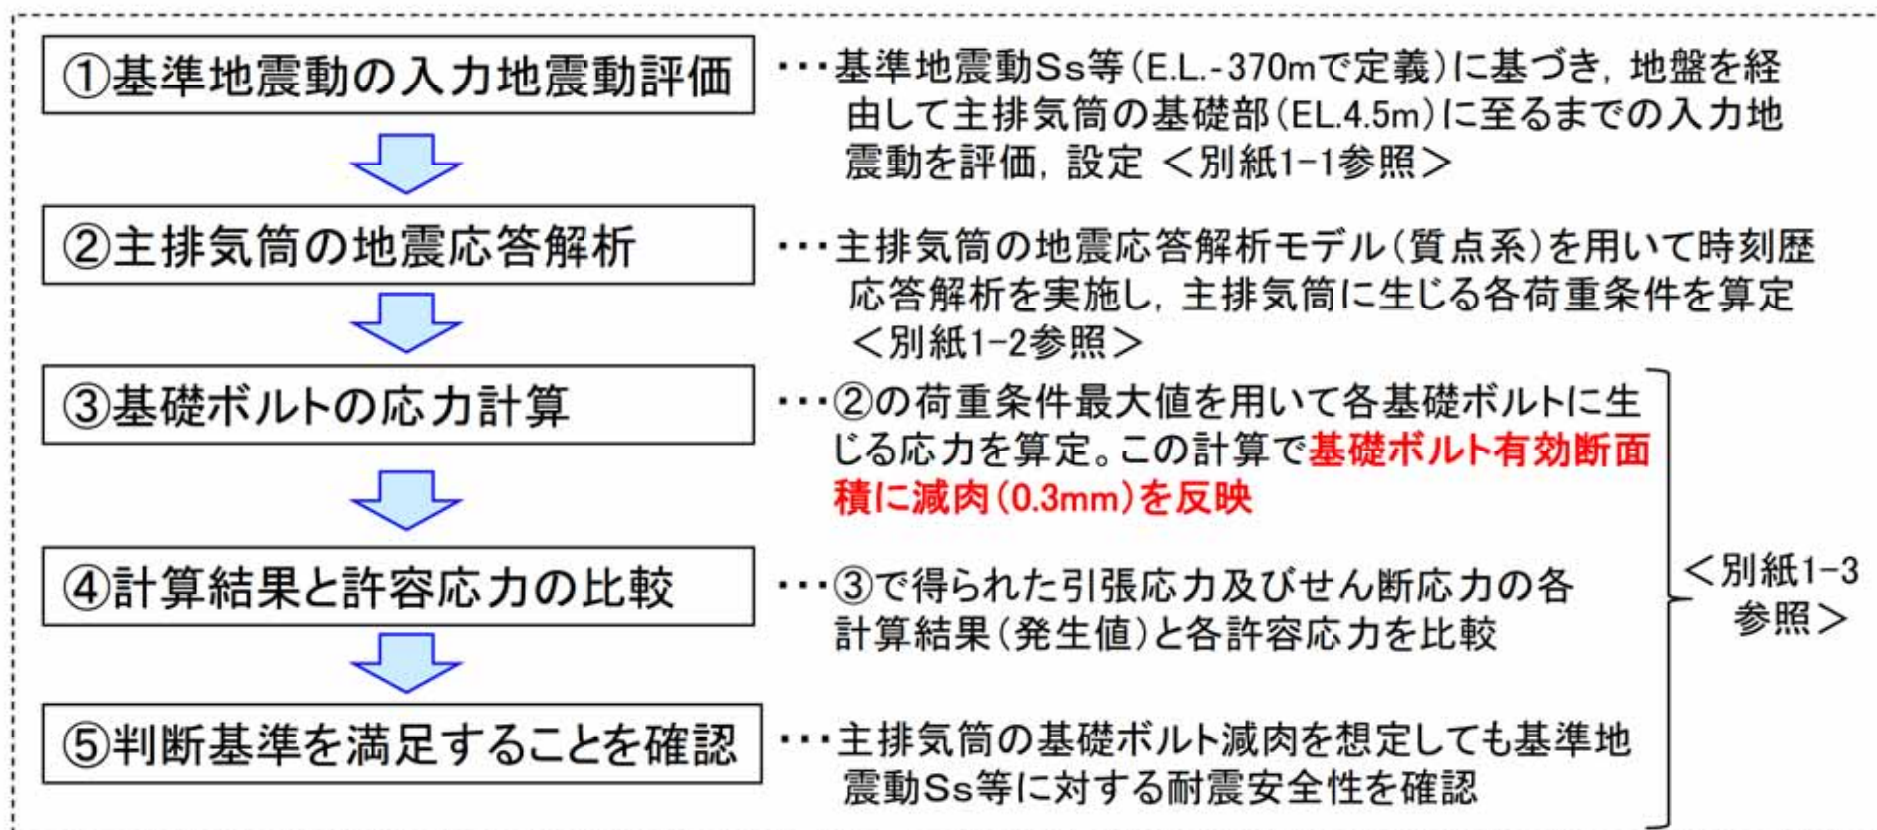 ①基準地震動の入力地震動評価
・・・基準地震動Ss等(E.L.-370mで定義)に基づき, 地盤を経
由して主排気筒の基礎部(EL.4.5m)に至るまでの入力地
震動を評価, 設定 <別紙1-1参照>
②主排気筒の地震応答解析
・・・主排気筒の地震応答解析モデル(質点系)を用いて時刻歴
応答解析を実施し, 主排気筒に生じる各荷重条件を算定
<別紙1-2参照>
③基礎ボルトの応力計算
・・・②の荷重条件最大値を用いて各基礎ボルトに生
じる応力を算定。この計算で基礎ボルト有効断面
積に減肉(0.3mm)を反映
④計算結果と許容応力の比較
・・・③で得られた引張応力及びせん断応力の各
計算結果(発生値)と各許容応力を比較
⑤判断基準を満足することを確認
・・・主排気筒の基礎ボルト減肉を想定しても基準地
震動Ss等に対する耐震安全性を確認
<別紙1-3
参照>